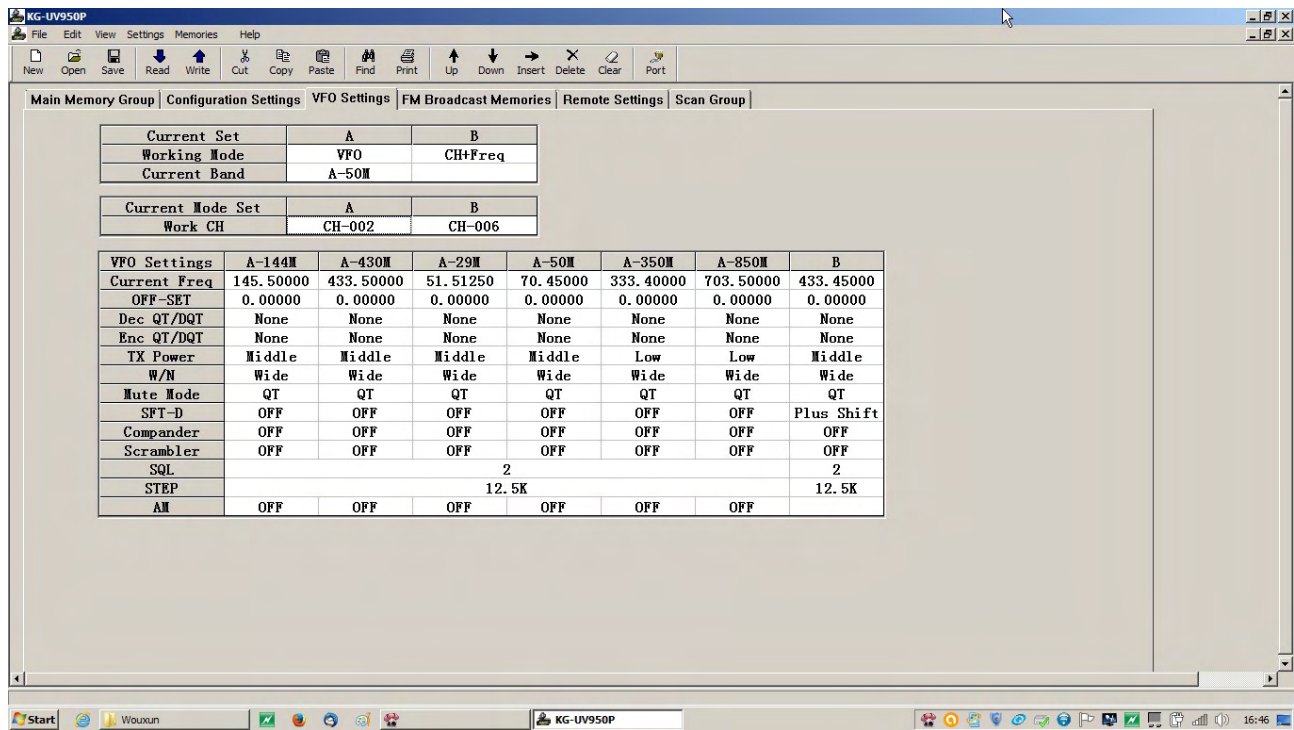 KG-UV950P
File Edit View Settings Memories Help
New Open Save Read Write Cut Copy Paste Find Print Up Down Insert Delete Clear Port
Main Memory Group Configuration Settings VFO Settings FM Broadcast Memories Remote Settings Scan Group
Current Set A B
Working Mode VFO CH+Freq
Current Band A-50M
Current Mode Set A B
Work CH CH-002 CH-006
VFO Settings A-144M A-430M A-29M A-50M A-350M A-850M B
Current Freq 145.50000 433.50000 51.51250 70.45000 333.40000 703.50000 433.45000
OFF-SET 0.00000 0.00000 0.00000 0.00000 0.00000 0.00000 0.00000
Dec QT/DQT None None None None None None None
Enc QT/DQT None None None None None None None
TX Power Middle Middle Middle Middle Low Low Middle
W/N Wide Wide Wide Wide Wide Wide Wide
Mute Mode QT QT QT QT QT QT QT
SFT-D OFF OFF OFF OFF OFF OFF Plus Shift
Compander OFF OFF OFF OFF OFF OFF OFF
Scrambler OFF OFF OFF OFF OFF OFF OFF
SQL 2 2
STEP 12.5K 12.5K
AM OFF OFF OFF OFF OFF OFF
Start Wouxun KG-UV950P 16:46